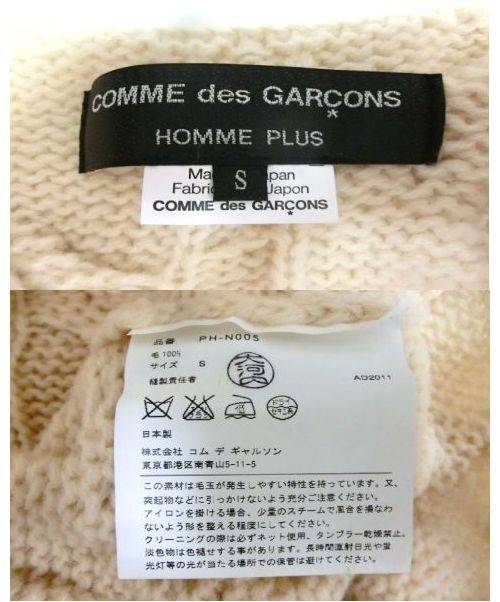 COMME des GARÇONS
*
HOMME PLUS
S
Made in Japan
Fabriqué au Japon
COMME des GARÇONS
*
品番 PH-N005
毛100%
サイズ S
縫製責任者
AD2011
ドライ
セキユ系
日本製
株式会社 コム デ ギャルソン
東京都港区南青山5-11-5
この素材は毛玉が発生しやすい特性を持っています。又、
突起物などに引っかけないよう充分ご注意ください。
アイロンを掛ける場合、少量のスチームで風合を損なわ
ないよう形を整える程度にしてください。
クリーニングの際は必ずネット使用、タンブラー乾燥禁止。
淡色物は色褪せする事があります。長時間直射日光や蛍
光灯等の光が当たる場所での保管は避けてください。